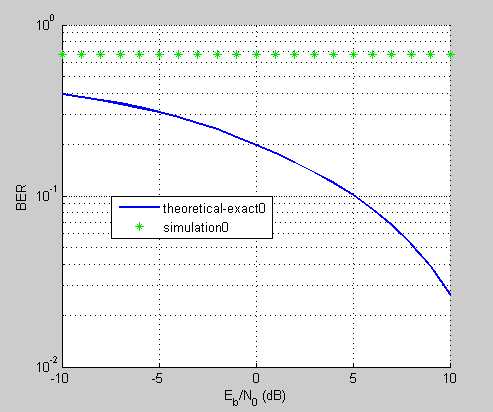 10^0
10^-1
10^-2
BER
theoretical-exact0
simulation0
-10 -5 0 5 10
E_b/N_0 (dB)